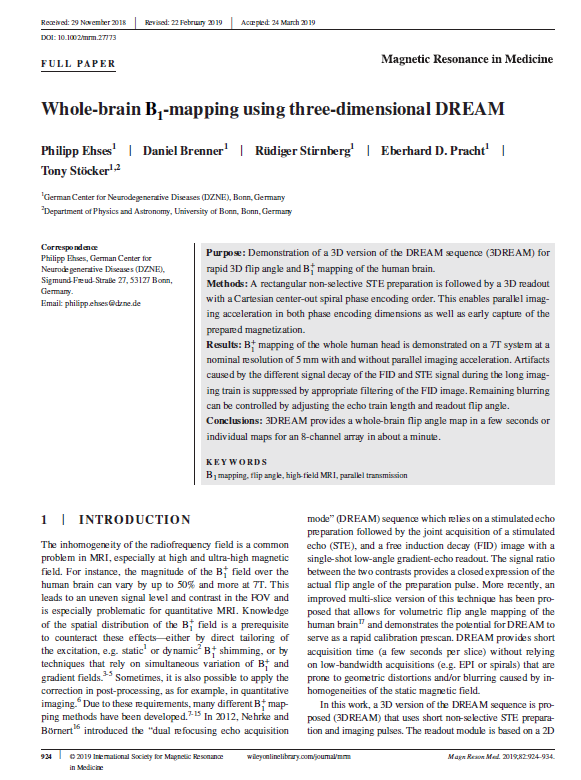 Received: 29 November 2018 | Revised: 22 February 2019 | Accepted: 24 March 2019
DOI: 10.1002/mrm.27773
FULL PAPER
Magnetic Resonance in Medicine
Whole-brain B1-mapping using three-dimensional DREAM
Philipp Ehses1 | Daniel Brenner1 | Rüdiger Stirnberg1 | Eberhard D. Pracht1 |
Tony Stöcker1,2
1German Center for Neurodegenerative Diseases (DZNE), Bonn, Germany
2Department of Physics and Astronomy, University of Bonn, Bonn, Germany
Correspondence
Philipp Ehses, German Center for
Neurodegenerative Diseases (DZNE),
Sigmund-Freud-Straße 27, 53127 Bonn,
Germany.
Email: philipp.ehses@dzne.de
Purpose: Demonstration of a 3D version of the DREAM sequence (3DREAM) for
rapid 3D flip angle and B1+ mapping of the human brain.
Methods: A rectangular non-selective STE preparation is followed by a 3D readout
with a Cartesian center-out spiral phase encoding order. This enables parallel imag-
ing acceleration in both phase encoding dimensions as well as early capture of the
prepared magnetization.
Results: B1+ mapping of the whole human head is demonstrated on a 7T system at a
nominal resolution of 5 mm with and without parallel imaging acceleration. Artifacts
caused by the different signal decay of the FID and STE signal during the long imag-
ing train is suppressed by appropriate filtering of the FID image. Remaining blurring
can be controlled by adjusting the echo train length and readout flip angle.
Conclusions: 3DREAM provides a whole-brain flip angle map in a few seconds or
individual maps for an 8-channel array in about a minute.
KEYWORDS
B1 mapping, flip angle, high-field MRI, parallel transmission
1 | INTRODUCTION
The inhomogeneity of the radiofrequency field is a common
problem in MRI, especially at high and ultra-high magnetic
field. For instance, the magnitude of the B1+ field over the
human brain can vary by up to 50% and more at 7T. This
leads to an uneven signal level and contrast in the FOV and
is especially problematic for quantitative MRI. Knowledge
of the spatial distribution of the B1+ field is a prerequisite
to counteract these effects—either by direct tailoring of
the excitation, e.g. static1 or dynamic2 B1+ shimming, or by
techniques that rely on simultaneous variation of B1+ and
gradient fields.3-5 Sometimes, it is also possible to apply the
correction in post-processing, as for example, in quantitative
imaging.6 Due to these requirements, many different B1+ map-
ping methods have been developed.7-15 In 2012, Nehrke and
Börnert16 introduced the “dual refocusing echo acquisition
mode” (DREAM) sequence which relies on a stimulated echo
preparation followed by the joint acquisition of a stimulated
echo (STE), and a free induction decay (FID) image with a
single-shot low-angle gradient-echo readout. The signal ratio
between the two contrasts provides a closed expression of the
actual flip angle of the preparation pulse. More recently, an
improved multi-slice version of this technique has been pro-
posed that allows for volumetric flip angle mapping of the
human brain17 and demonstrates the potential for DREAM to
serve as a rapid calibration prescan. DREAM provides short
acquisition time (a few seconds per slice) without relying
on low-bandwidth acquisitions (e.g. EPI or spirals) that are
prone to geometric distortions and/or blurring caused by in-
homogeneities of the static magnetic field.
In this work, a 3D version of the DREAM sequence is pro-
posed (3DREAM) that uses short non-selective STE prepara-
tion and imaging pulses. The readout module is based on a 2D
924 | © 2019 International Society for Magnetic Resonance
in Medicine
wileyonlinelibrary.com/journal/mrm
Magn Reson Med. 2019;82:924–934.